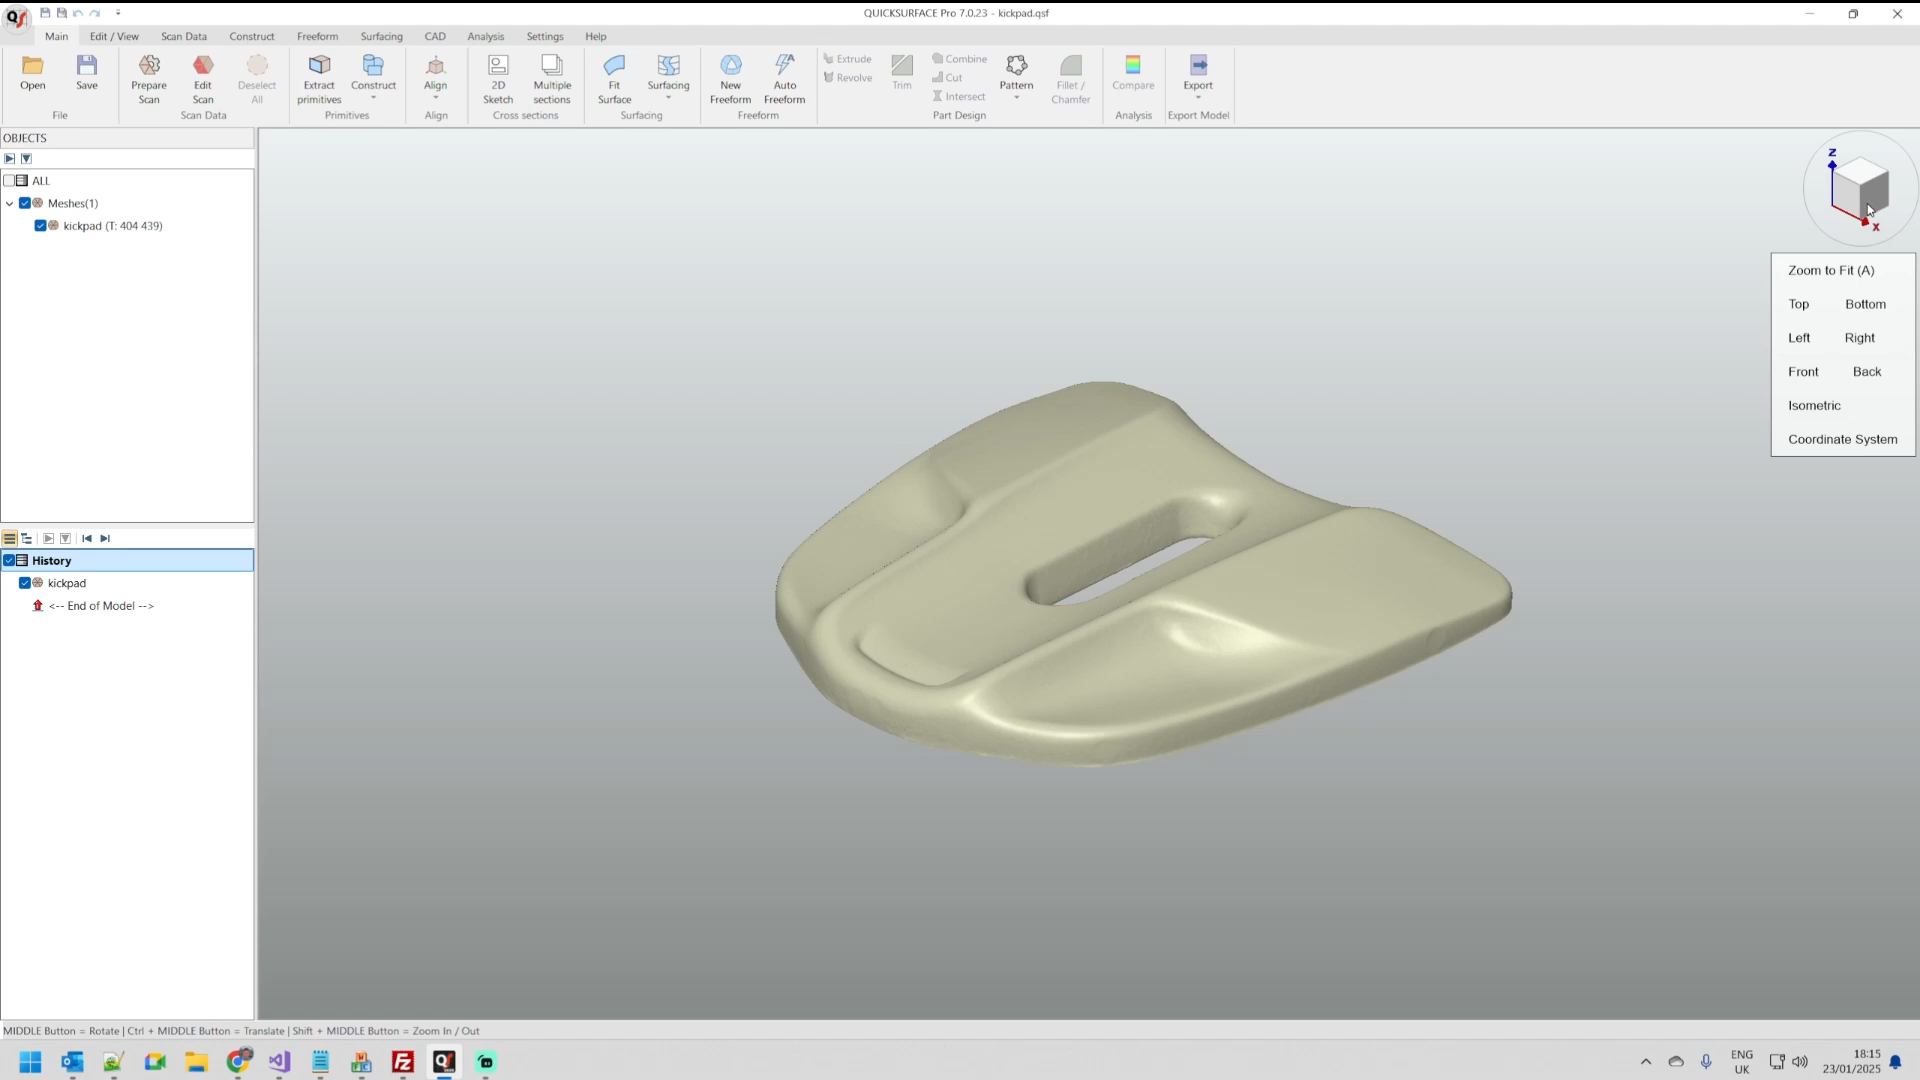 QUICKSURFACE Pro 7.0.23 - kickpad.qsf
Main Edit / View Scan Data Construct Freeform Surfacing CAD Analysis Settings Help
Open Save
File
Prepare Scan Edit Scan Deselect All
Scan Data
Extract primitives Construct
Primitives
Align
Align
2D Sketch Multiple sections
Cross sections
Fit Surface Surfacing
Surfacing
New Freeform Auto Freeform
Freeform
Extrude
Revolve
Trim
Combine
Cut
Intersect
Pattern
Fillet / Chamfer
Part Design
Compare
Analysis
Export
Export Model
OBJECTS
ALL
Meshes(1)
kickpad (T: 404 439)
History
kickpad
<-- End of Model -->
Z
X
Zoom to Fit (A)
Top Bottom
Left Right
Front Back
Isometric
Coordinate System
MIDDLE Button = Rotate | Ctrl + MIDDLE Button = Translate | Shift + MIDDLE Button = Zoom In / Out
ENG
UK
18:15
23/01/2025